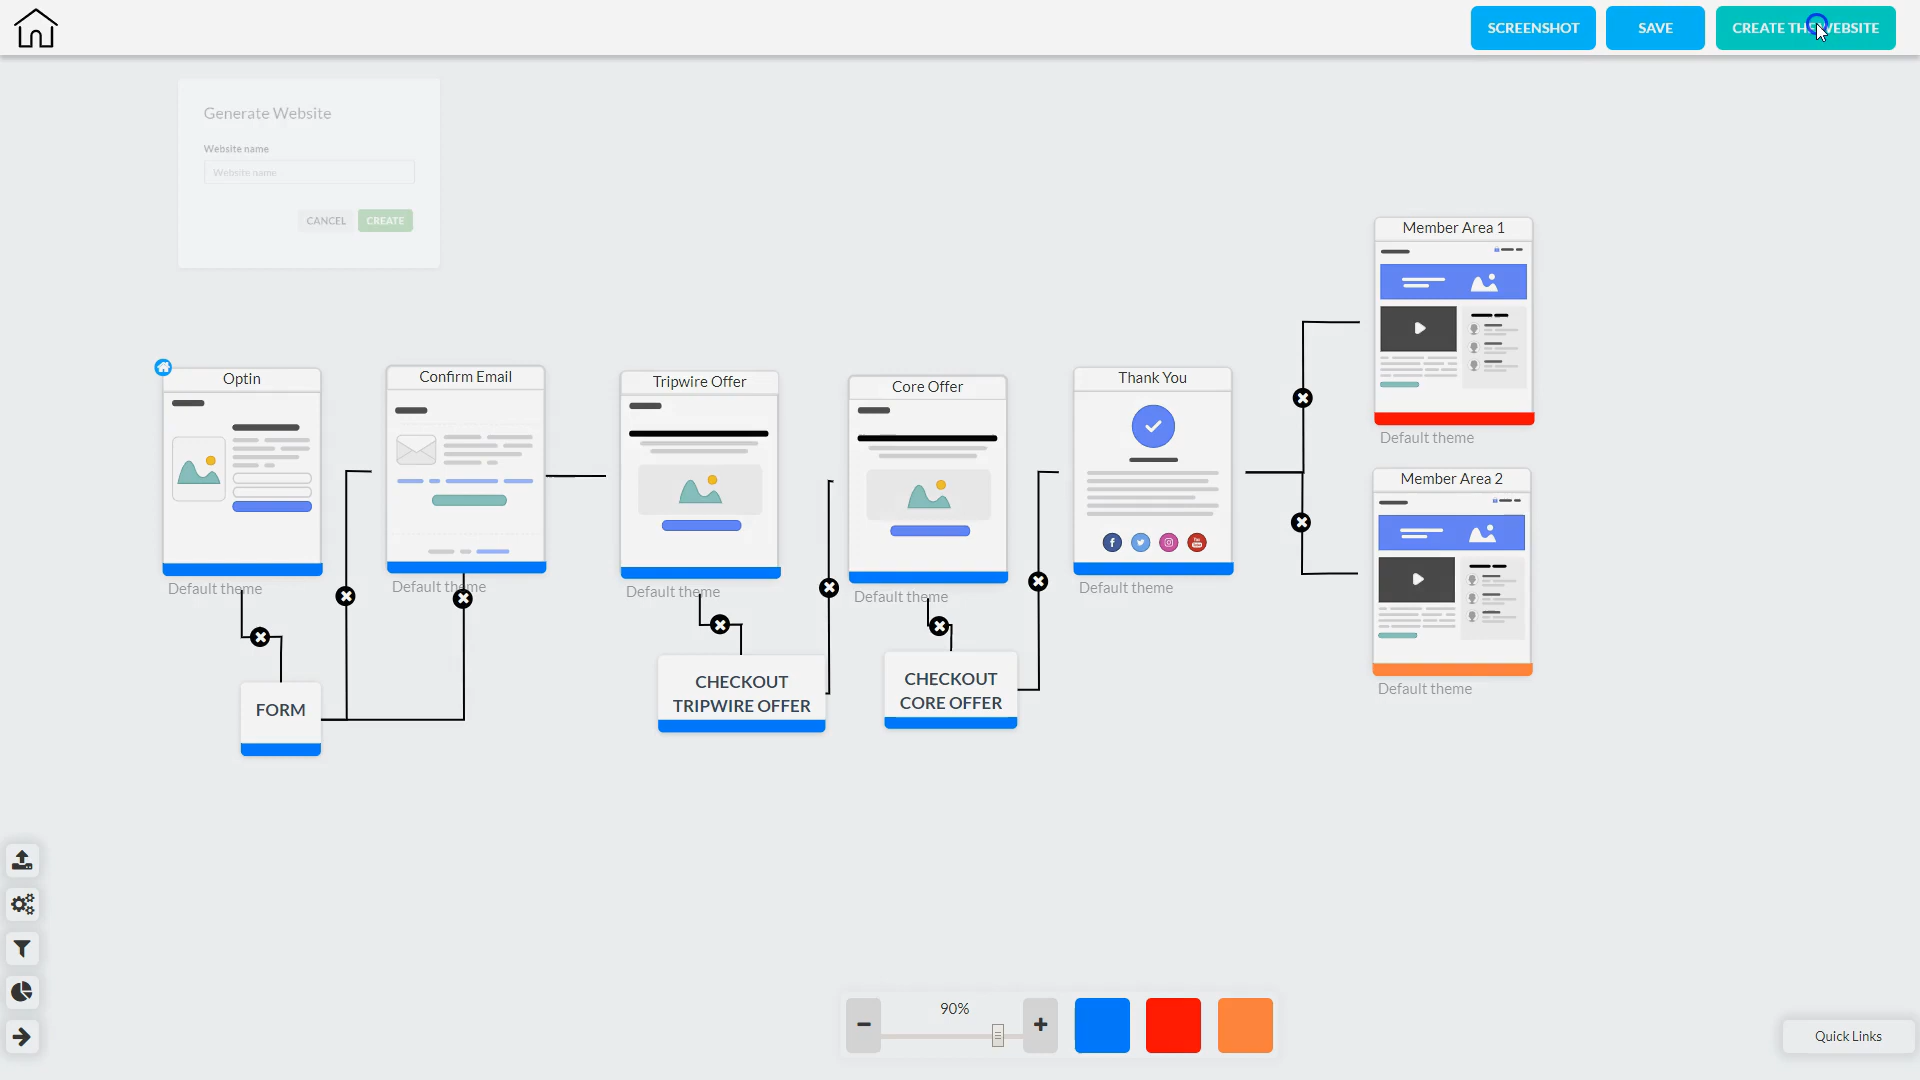 SCREENSHOT
SAVE
CREATE THE WEBSITE
Generate Website
Website name
Website name
CANCEL
CREATE
Member Area 1
Default theme
Optin
Default theme
Confirm Email
Default theme
Tripwire Offer
Default theme
Core Offer
Default theme
Thank You
Default theme
Member Area 2
Default theme
FORM
CHECKOUT
TRIPWIRE OFFER
CHECKOUT
CORE OFFER
90%
Quick Links